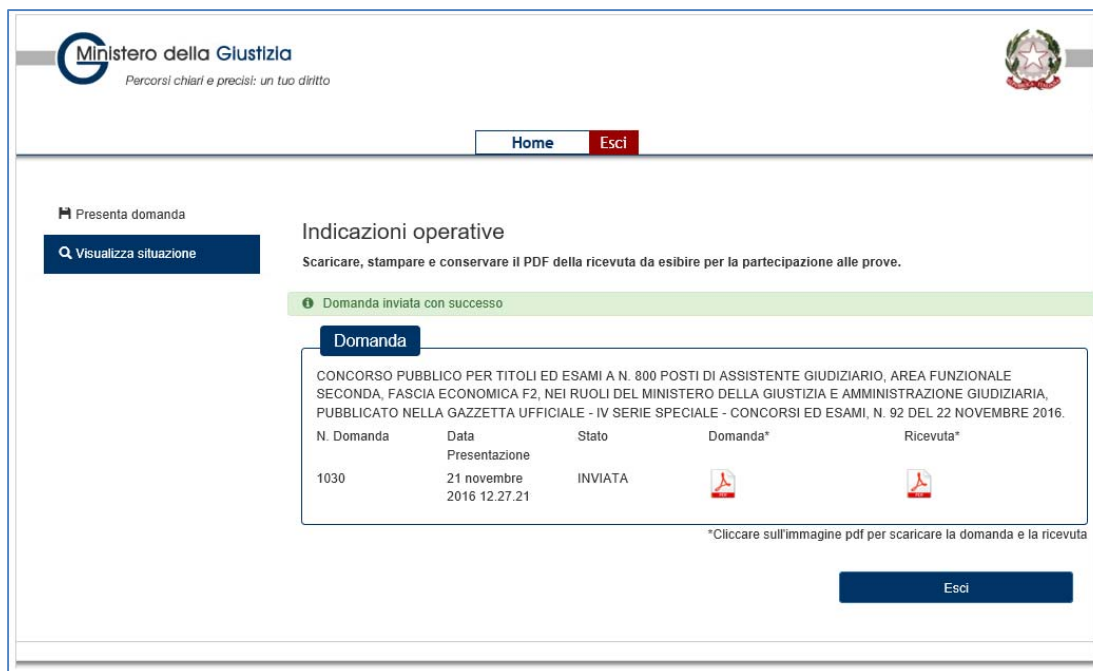 Ministero della Giustizia
Percorsi chiari e precisi: un tuo diritto
Home
Esci
Presenta domanda
Visualizza situazione
Indicazioni operative
Scaricare, stampare e conservare il PDF della ricevuta da esibire per la partecipazione alle prove.
Domanda inviata con successo
Domanda
CONCORSO PUBBLICO PER TITOLI ED ESAMI A N. 800 POSTI DI ASSISTENTE GIUDIZIARIO, AREA FUNZIONALE
SECONDA, FASCIA ECONOMICA F2, NEI RUOLI DEL MINISTERO DELLA GIUSTIZIA E AMMINISTRAZIONE GIUDIZIARIA,
PUBBLICATO NELLA GAZZETTA UFFICIALE - IV SERIE SPECIALE - CONCORSI ED ESAMI, N. 92 DEL 22 NOVEMBRE 2016.
N. Domanda Data Stato Domanda* Ricevuta*
Presentazione
1030 21 novembre INVIATA
2016 12.27.21
*Cliccare sull'immagine pdf per scaricare la domanda e la ricevuta
Esci